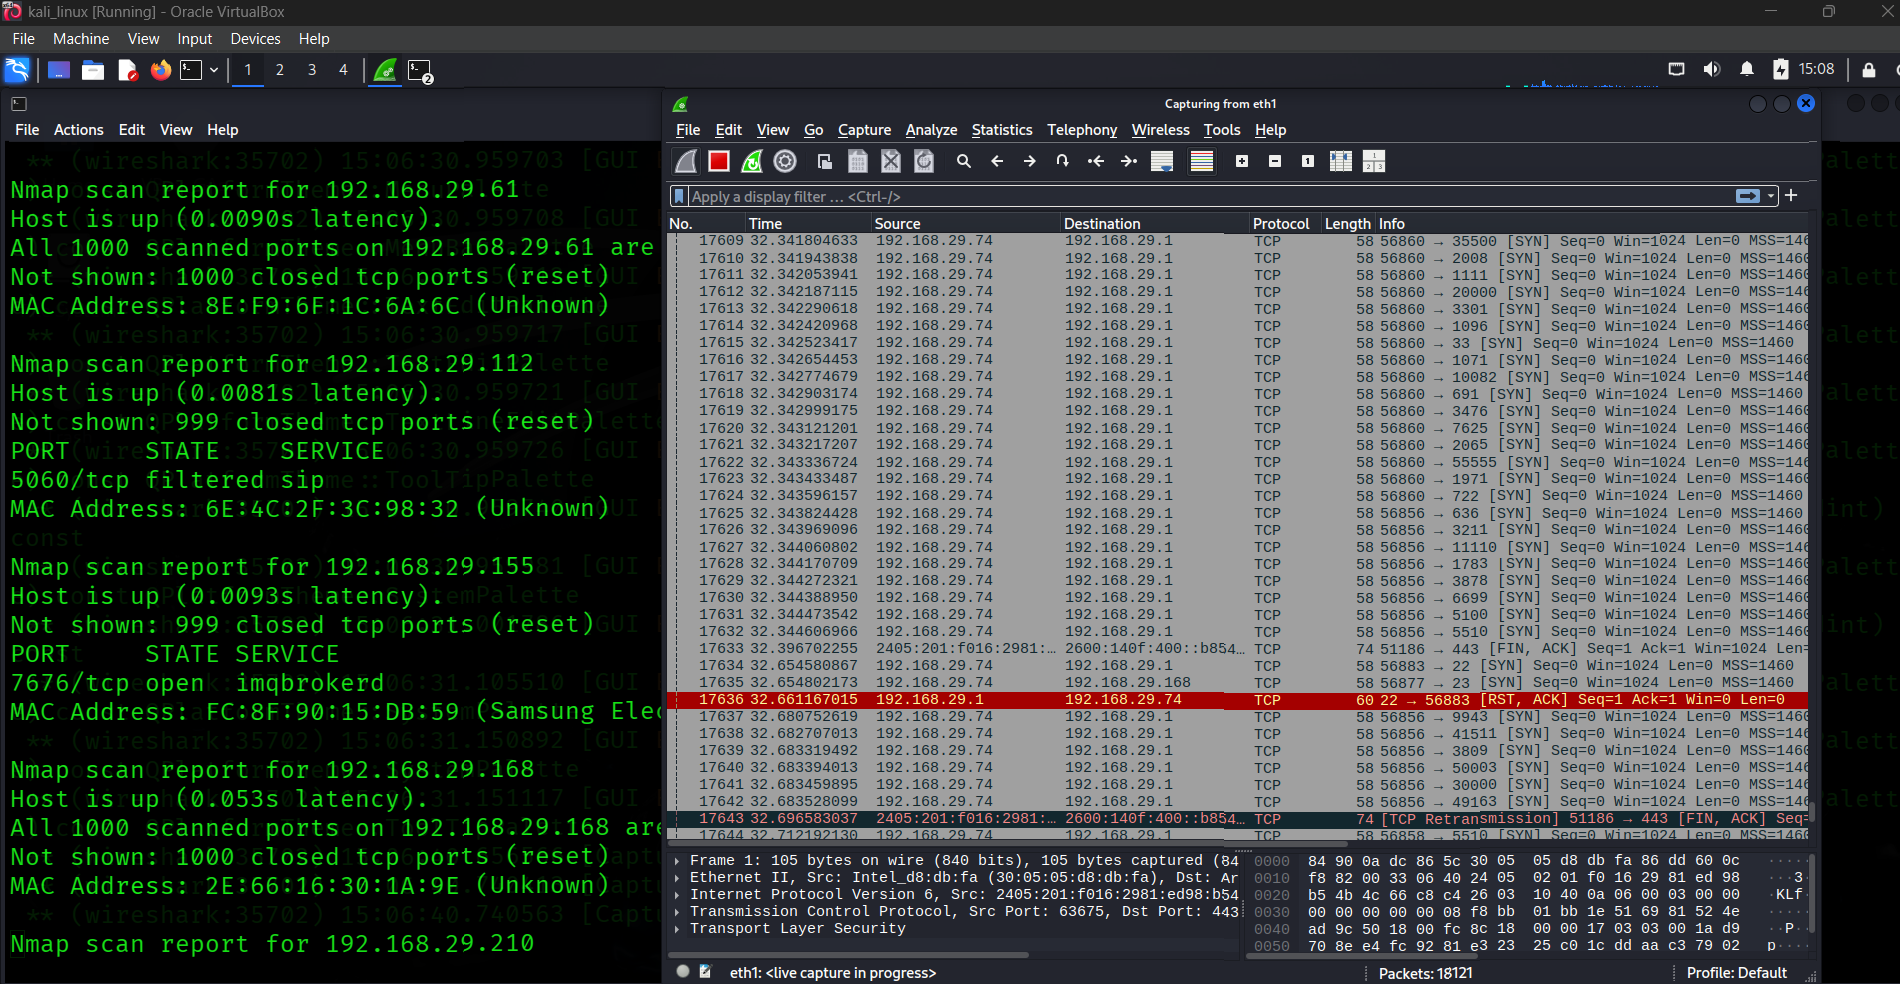 kali_linux [Running] - Oracle VirtualBox
File Machine View Input Devices Help
1 2 3 4 2 15:08
File Actions Edit View Help
Nmap scan report for 192.168.29.61
Host is up (0.0090s latency).
All 1000 scanned ports on 192.168.29.61 are
Not shown: 1000 closed tcp ports (reset)
MAC Address: 8E:F9:6F:1C:6A:6C (Unknown)
Nmap scan report for 192.168.29.112
Host is up (0.0081s latency).
Not shown: 999 closed tcp ports (reset)
PORT STATE SERVICE
5060/tcp filtered sip
MAC Address: 6E:4C:2F:3C:98:32 (Unknown)
Nmap scan report for 192.168.29.155
Host is up (0.0093s latency).
Not shown: 999 closed tcp ports (reset)
PORT STATE SERVICE
7676/tcp open imqbrokerd
MAC Address: FC:8F:90:15:DB:59 (Samsung Elec
Nmap scan report for 192.168.29.168
Host is up (0.053s latency).
All 1000 scanned ports on 192.168.29.168 are
Not shown: 1000 closed tcp ports (reset)
MAC Address: 2E:66:16:30:1A:9E (Unknown)
Nmap scan report for 192.168.29.210
Capturing from eth1
File Edit View Go Capture Analyze Statistics Telephony Wireless Tools Help
Apply a display filter ... <Ctrl-/>
No. Time Source Destination Protocol Length Info
17609 32.341804633 192.168.29.74 192.168.29.1 TCP 58 56860 → 35500 [SYN] Seq=0 Win=1024 Len=0 MSS=146
17610 32.341943838 192.168.29.74 192.168.29.1 TCP 58 56860 → 2008 [SYN] Seq=0 Win=1024 Len=0 MSS=1460
17611 32.342053941 192.168.29.74 192.168.29.1 TCP 58 56860 → 1111 [SYN] Seq=0 Win=1024 Len=0 MSS=1460
17612 32.342187115 192.168.29.74 192.168.29.1 TCP 58 56860 → 20000 [SYN] Seq=0 Win=1024 Len=0 MSS=146
17613 32.342290618 192.168.29.74 192.168.29.1 TCP 58 56860 → 3301 [SYN] Seq=0 Win=1024 Len=0 MSS=1460
17614 32.342420968 192.168.29.74 192.168.29.1 TCP 58 56860 → 1096 [SYN] Seq=0 Win=1024 Len=0 MSS=1460
17615 32.342523417 192.168.29.74 192.168.29.1 TCP 58 56860 → 33 [SYN] Seq=0 Win=1024 Len=0 MSS=1460
17616 32.342654453 192.168.29.74 192.168.29.1 TCP 58 56860 → 1071 [SYN] Seq=0 Win=1024 Len=0 MSS=1460
17617 32.342774679 192.168.29.74 192.168.29.1 TCP 58 56860 → 10082 [SYN] Seq=0 Win=1024 Len=0 MSS=146
17618 32.342903174 192.168.29.74 192.168.29.1 TCP 58 56860 → 691 [SYN] Seq=0 Win=1024 Len=0 MSS=1460
17619 32.342999175 192.168.29.74 192.168.29.1 TCP 58 56860 → 3476 [SYN] Seq=0 Win=1024 Len=0 MSS=1460
17620 32.343121201 192.168.29.74 192.168.29.1 TCP 58 56860 → 7625 [SYN] Seq=0 Win=1024 Len=0 MSS=1460
17621 32.343217207 192.168.29.74 192.168.29.1 TCP 58 56860 → 2065 [SYN] Seq=0 Win=1024 Len=0 MSS=1460
17622 32.343336724 192.168.29.74 192.168.29.1 TCP 58 56860 → 55555 [SYN] Seq=0 Win=1024 Len=0 MSS=146
17623 32.343433487 192.168.29.74 192.168.29.1 TCP 58 56860 → 1971 [SYN] Seq=0 Win=1024 Len=0 MSS=1460
17624 32.343596157 192.168.29.74 192.168.29.1 TCP 58 56860 → 722 [SYN] Seq=0 Win=1024 Len=0 MSS=1460
17625 32.343824428 192.168.29.74 192.168.29.1 TCP 58 56856 → 636 [SYN] Seq=0 Win=1024 Len=0 MSS=1460
17626 32.343969096 192.168.29.74 192.168.29.1 TCP 58 56856 → 3211 [SYN] Seq=0 Win=1024 Len=0 MSS=1460
17627 32.344060802 192.168.29.74 192.168.29.1 TCP 58 56856 → 11110 [SYN] Seq=0 Win=1024 Len=0 MSS=146
17628 32.344170709 192.168.29.74 192.168.29.1 TCP 58 56856 → 1783 [SYN] Seq=0 Win=1024 Len=0 MSS=1460
17629 32.344272321 192.168.29.74 192.168.29.1 TCP 58 56856 → 3878 [SYN] Seq=0 Win=1024 Len=0 MSS=1460
17630 32.344388950 192.168.29.74 192.168.29.1 TCP 58 56856 → 6699 [SYN] Seq=0 Win=1024 Len=0 MSS=1460
17631 32.344473542 192.168.29.74 192.168.29.1 TCP 58 56856 → 5100 [SYN] Seq=0 Win=1024 Len=0 MSS=1460
17632 32.344606966 192.168.29.74 192.168.29.1 TCP 58 56856 → 5510 [SYN] Seq=0 Win=1024 Len=0 MSS=1460
17633 32.396702255 2405:201:f016:2981:… 2600:140f:400::b854… TCP 74 51186 → 443 [FIN, ACK] Seq=1 Ack=1 Win=1024 Len=
17634 32.654580867 192.168.29.74 192.168.29.1 TCP 58 56883 → 22 [SYN] Seq=0 Win=1024 Len=0 MSS=1460
17635 32.654802173 192.168.29.74 192.168.29.168 TCP 58 56877 → 23 [SYN] Seq=0 Win=1024 Len=0 MSS=1460
17636 32.661167015 192.168.29.1 192.168.29.74 TCP 60 22 → 56883 [RST, ACK] Seq=1 Ack=1 Win=0 Len=0
17637 32.680752619 192.168.29.74 192.168.29.1 TCP 58 56856 → 9943 [SYN] Seq=0 Win=1024 Len=0 MSS=1460
17638 32.682707013 192.168.29.74 192.168.29.1 TCP 58 56856 → 41511 [SYN] Seq=0 Win=1024 Len=0 MSS=146
17639 32.683319492 192.168.29.74 192.168.29.1 TCP 58 56856 → 3809 [SYN] Seq=0 Win=1024 Len=0 MSS=1460
17640 32.683394013 192.168.29.74 192.168.29.1 TCP 58 56856 → 50003 [SYN] Seq=0 Win=1024 Len=0 MSS=146
17641 32.683459895 192.168.29.74 192.168.29.1 TCP 58 56856 → 30000 [SYN] Seq=0 Win=1024 Len=0 MSS=146
17642 32.683528099 192.168.29.74 192.168.29.1 TCP 58 56856 → 49163 [SYN] Seq=0 Win=1024 Len=0 MSS=146
17643 32.696583037 2405:201:f016:2981:… 2600:140f:400::b854… TCP 74 [TCP Retransmission] 51186 → 443 [FIN, ACK] Seq=
17644 32.712192130 192.168.29.74 192.168.29.1 TCP 58 56858 → 5510 [SYN] Seq=0 Win=1024 Len=0 MSS=1460
Frame 1: 105 bytes on wire (840 bits), 105 bytes captured (84
Ethernet II, Src: Intel_d8:db:fa (30:05:05:d8:db:fa), Dst: Ar
Internet Protocol Version 6, Src: 2405:201:f016:2981:ed98:b54
Transmission Control Protocol, Src Port: 63675, Dst Port: 443
Transport Layer Security
0000 84 90 0a dc 86 5c 30 05 05 d8 db fa 86 dd 60 0c ·····
0010 f8 82 00 33 06 40 24 05 02 01 f0 16 29 81 ed 98 ···3·
0020 b5 4b 4c 66 c8 c4 26 03 10 40 0a 06 00 03 00 00 ·KLf·
0030 00 00 00 00 00 08 f8 bb 01 bb 1e 51 69 81 52 4e ·····
0040 ad 9c 50 18 00 fc 8c 18 00 00 17 03 03 00 1a d9 ··P··
0050 70 8e e4 fc 92 81 e3 23 25 c0 1c dd aa c3 79 02 p····
eth1: <live capture in progress>
Packets: 18121
Profile: Default